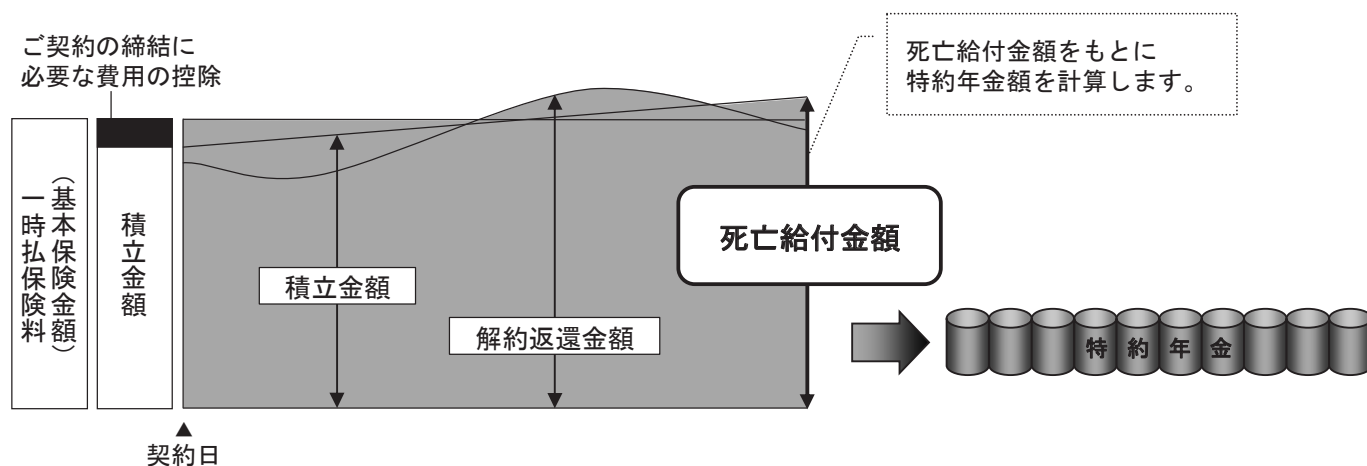 ご契約の締結に
必要な費用の控除
死亡給付金額をもとに
特約年金額を計算します。
一時払保険料
（基本保険金額）
積立金額
積立金額
解約返還金額
死亡給付金額
特約年金
▲
契約日